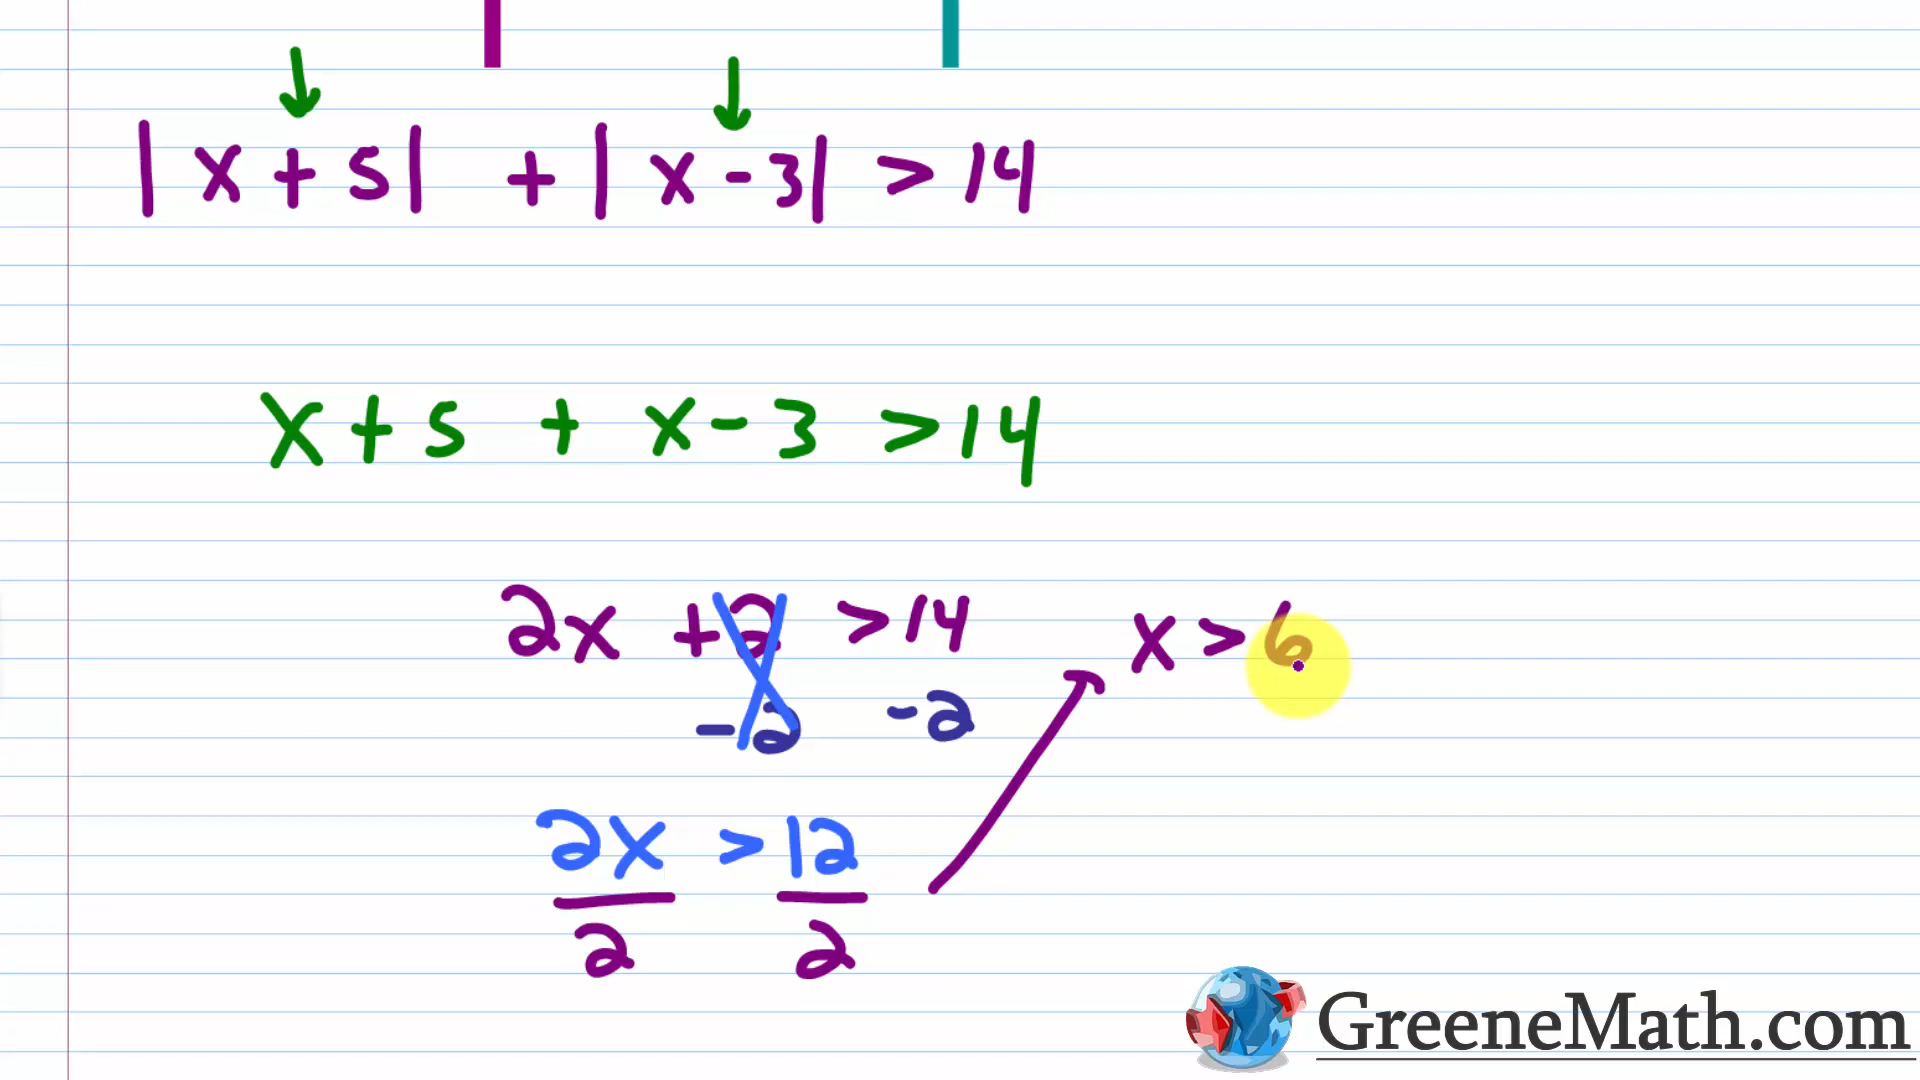 |x + 5| + |x - 3| > 14
x + 5 + x - 3 > 14
2x + 2 > 14 x > 6
-2 -2
2x > 12
2 2
GreeneMath.com